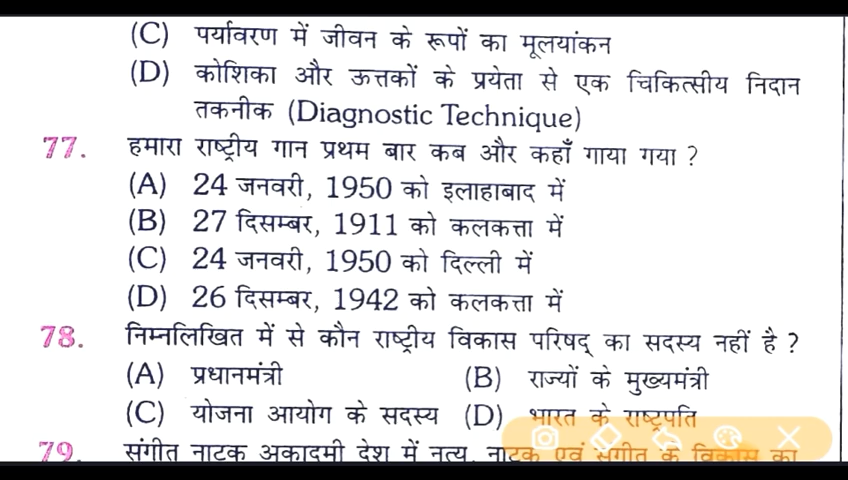 (C) पर्यावरण में जीवन के रूपों का मूलयांकन
(D) कोशिका और ऊत्तकों के प्रयेता से एक चिकित्सीय निदान
तकनीक (Diagnostic Technique)
77. हमारा राष्ट्रीय गान प्रथम बार कब और कहाँ गाया गया ?
(A) 24 जनवरी, 1950 को इलाहाबाद में
(B) 27 दिसम्बर, 1911 को कलकत्ता में
(C) 24 जनवरी, 1950 को दिल्ली में
(D) 26 दिसम्बर, 1942 को कलकत्ता में
78. निम्नलिखित में से कौन राष्ट्रीय विकास परिषद् का सदस्य नहीं है ?
(A) प्रधानमंत्री (B) राज्यों के मुख्यमंत्री
(C) योजना आयोग के सदस्य (D) भारत के राष्ट्रपति
79. संगीत नाटक अकादमी देश में नृत्य, नाटक एवं संगीत के विकास का